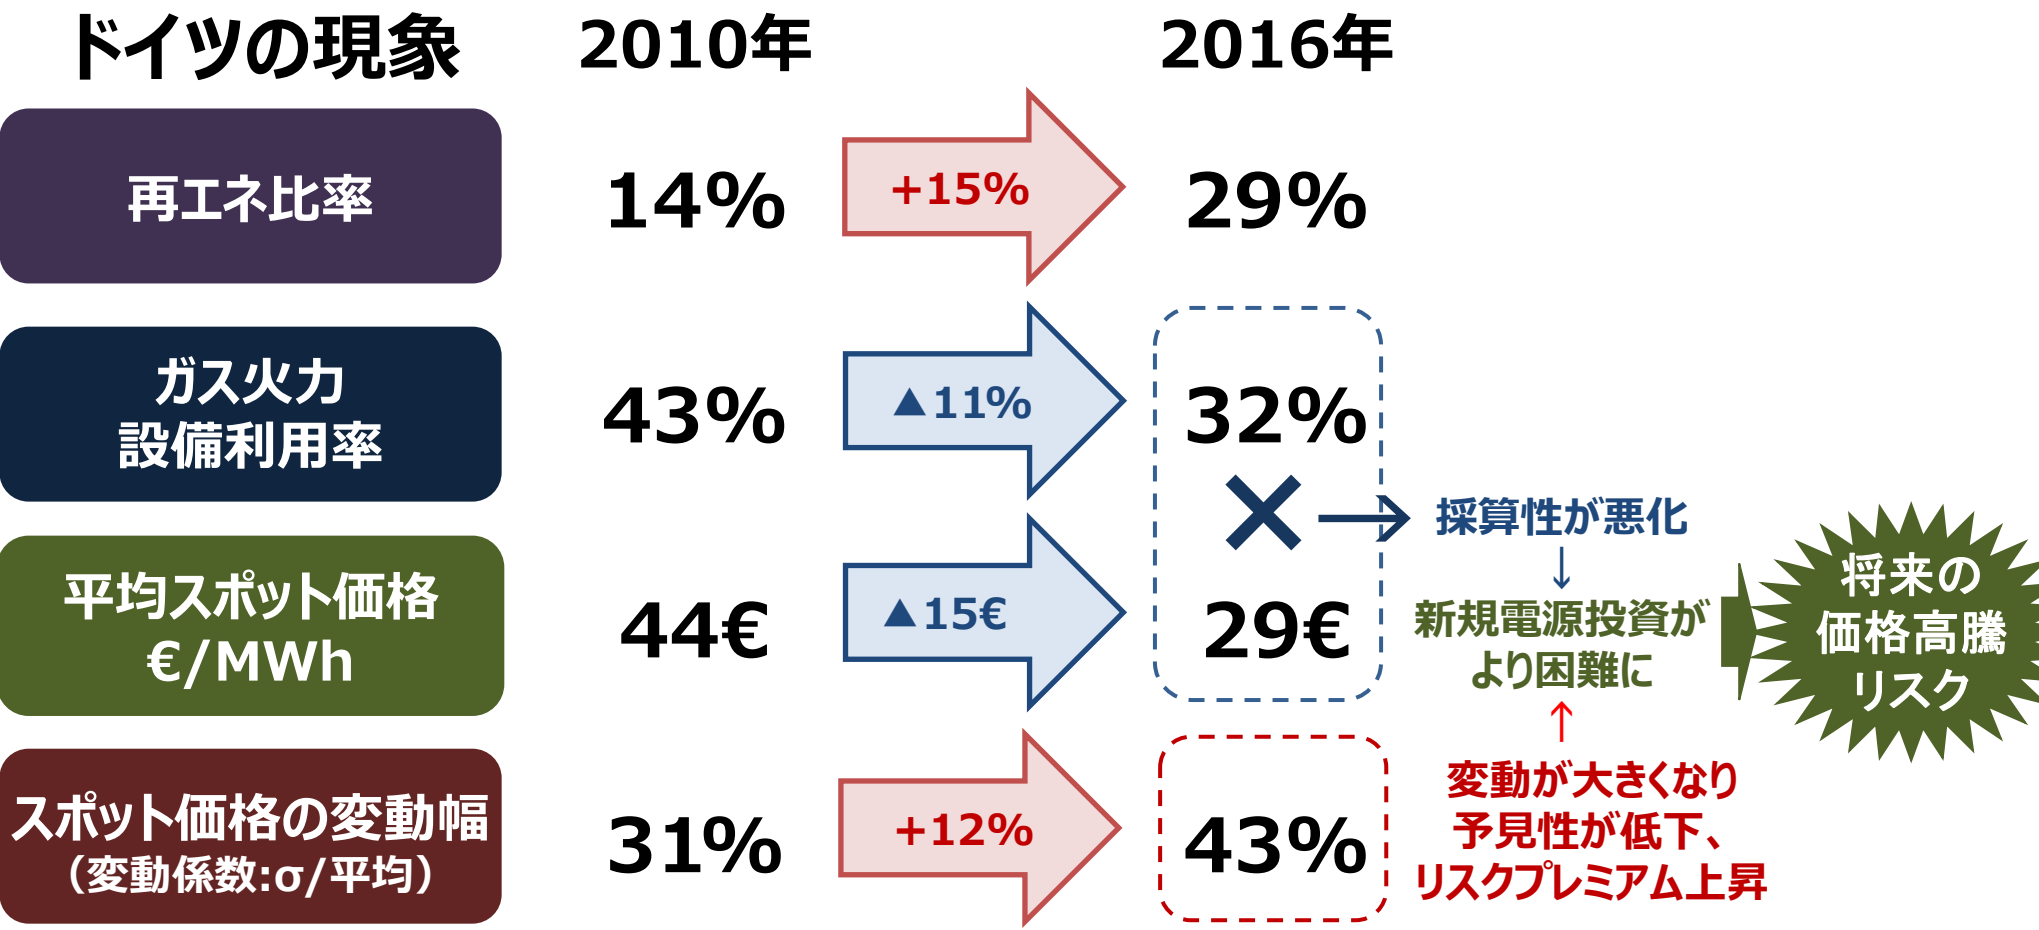 ドイツの現象
2010年
2016年
再エネ比率
14%
+15%
29%
ガス火力
設備利用率
43%
▲11%
32%
×
→
採算性が悪化
↓
平均スポット価格
€/MWh
44€
▲15€
29€
新規電源投資が
より困難に
↑
将来の
価格高騰
リスク
スポット価格の変動幅
（変動係数:σ/平均）
31%
+12%
43%
変動が大きくなり
予見性が低下、
リスクプレミアム上昇